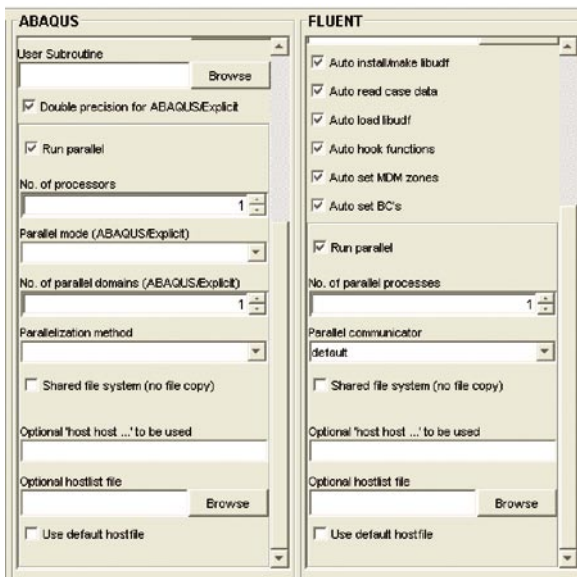 ABAQUS
User Subroutine
Browse
Double precision for ABAQUS/Explicit
Run parallel
No. of processors
1
Parallel mode (ABAQUS/Explicit)
No. of parallel domains (ABAQUS/Explicit)
1
Parallelization method
Shared file system (no file copy)
Optional 'host host ...' to be used
Optional hostlist file
Browse
Use default hostfile
FLUENT
Auto install/make libudf
Auto read case data
Auto load libudf
Auto hook functions
Auto set MDM zones
Auto set BC's
Run parallel
No. of parallel processes
1
Parallel communicator
default
Shared file system (no file copy)
Optional 'host host ...' to be used
Optional hostlist file
Browse
Use default hostfile